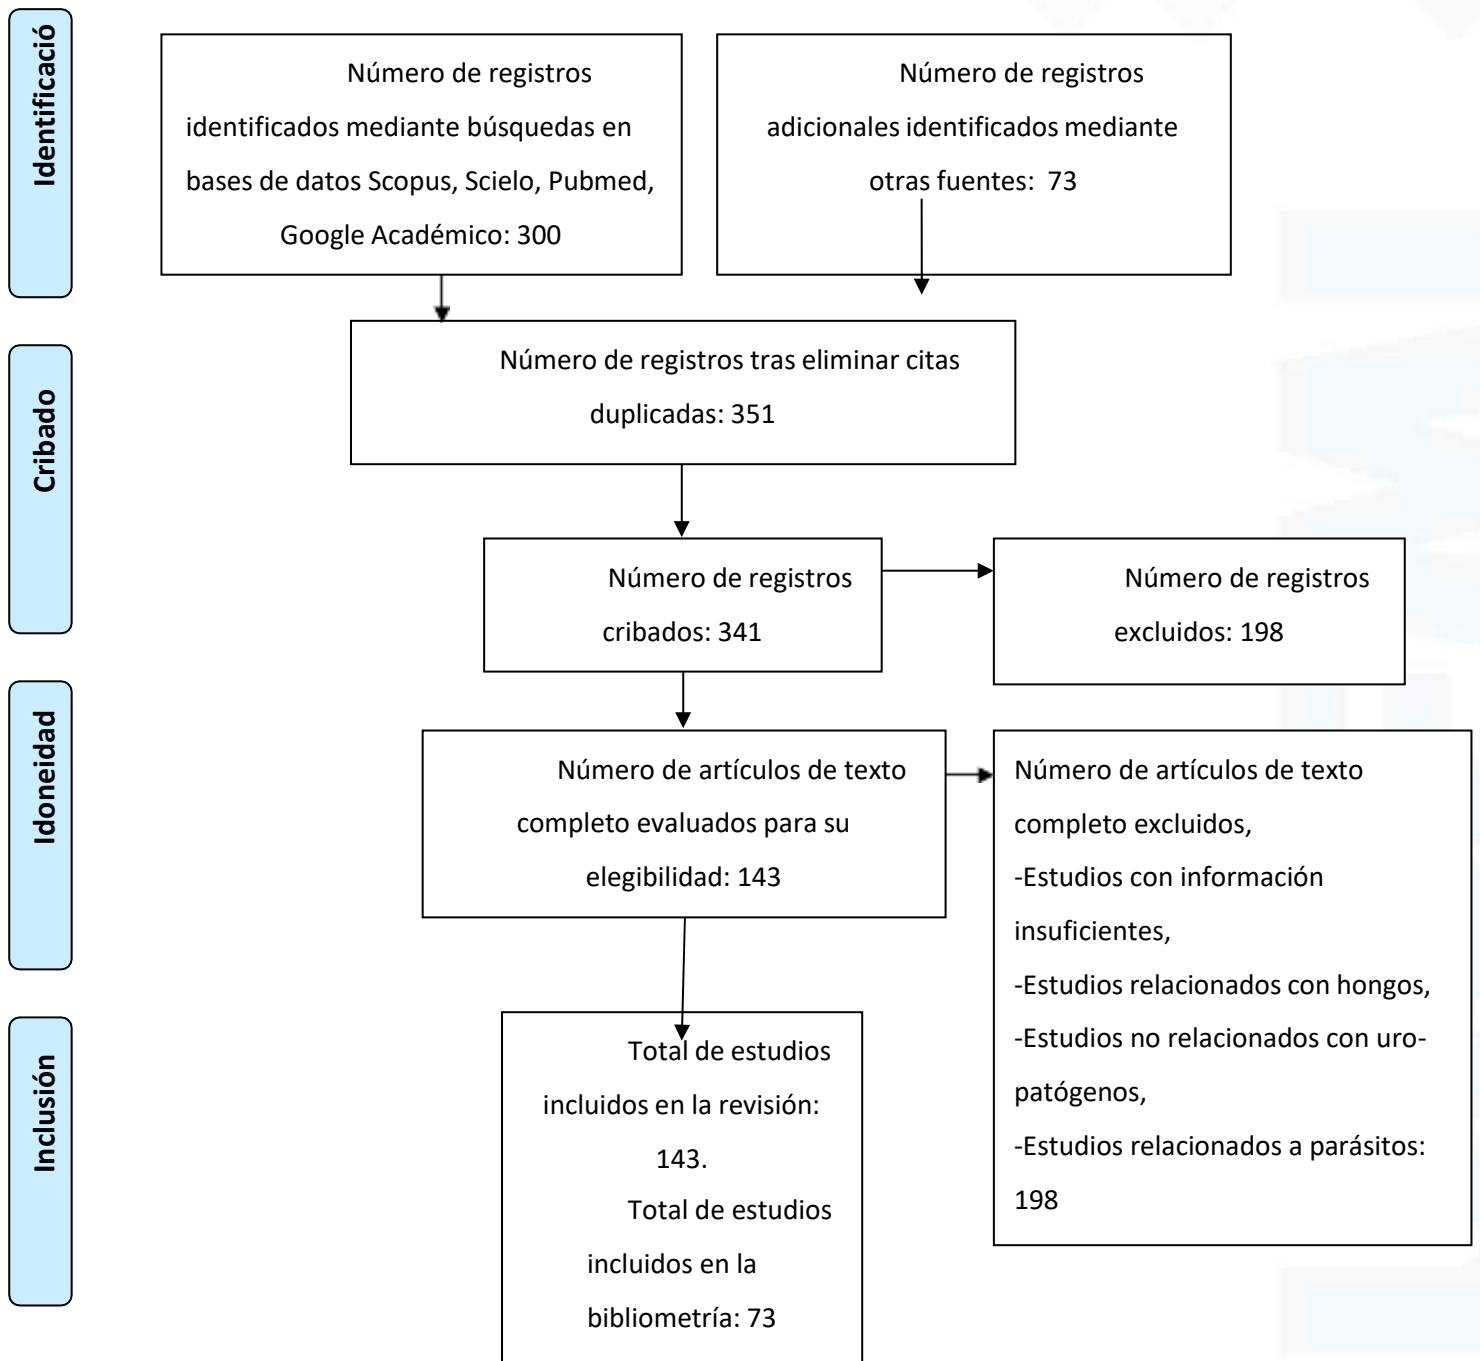 Identificació
Número de registros
identificados mediante búsquedas en
bases de datos Scopus, Scielo, Pubmed,
Google Académico: 300
Número de registros
adicionales identificados mediante
otras fuentes: 73
Cribado
Número de registros tras eliminar citas
duplicadas: 351
Número de registros
cribados: 341
Número de registros
excluidos: 198
Idoneidad
Número de artículos de texto
completo evaluados para su
elegibilidad: 143
Número de artículos de texto
completo excluidos,
-Estudios con información
insuficientes,
-Estudios relacionados con hongos,
-Estudios no relacionados con uro-
patógenos,
-Estudios relacionados a parásitos:
198
Inclusión
Total de estudios
incluidos en la revisión:
143.
Total de estudios
incluidos en la
bibliometría: 73